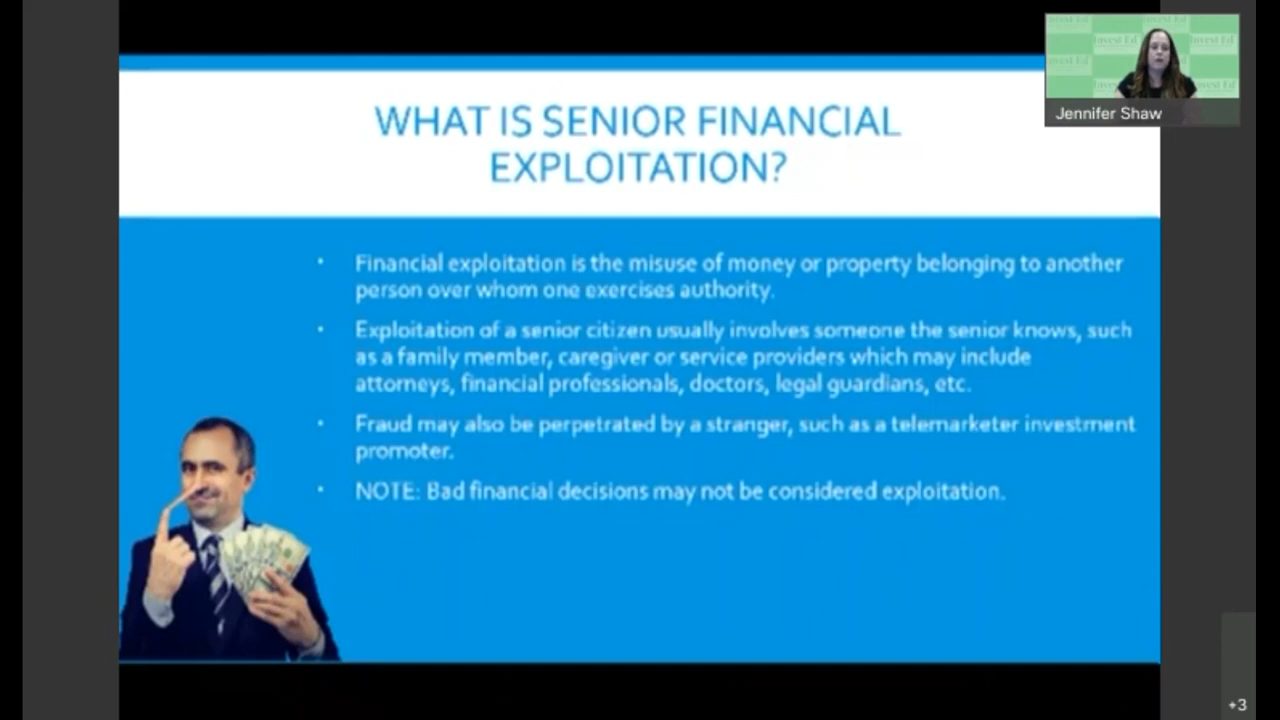 WHAT IS SENIOR FINANCIAL
EXPLOITATION?
Jennifer Shaw
• Financial exploitation is the misuse of money or property belonging to another
person over whom one exercises authority.
• Exploitation of a senior citizen usually involves someone the senior knows, such
as a family member, caregiver or service providers which may include
attorneys, financial professionals, doctors, legal guardians, etc.
• Fraud may also be perpetrated by a stranger, such as a telemarketer investment
promoter.
• NOTE: Bad financial decisions may not be considered exploitation.
+3